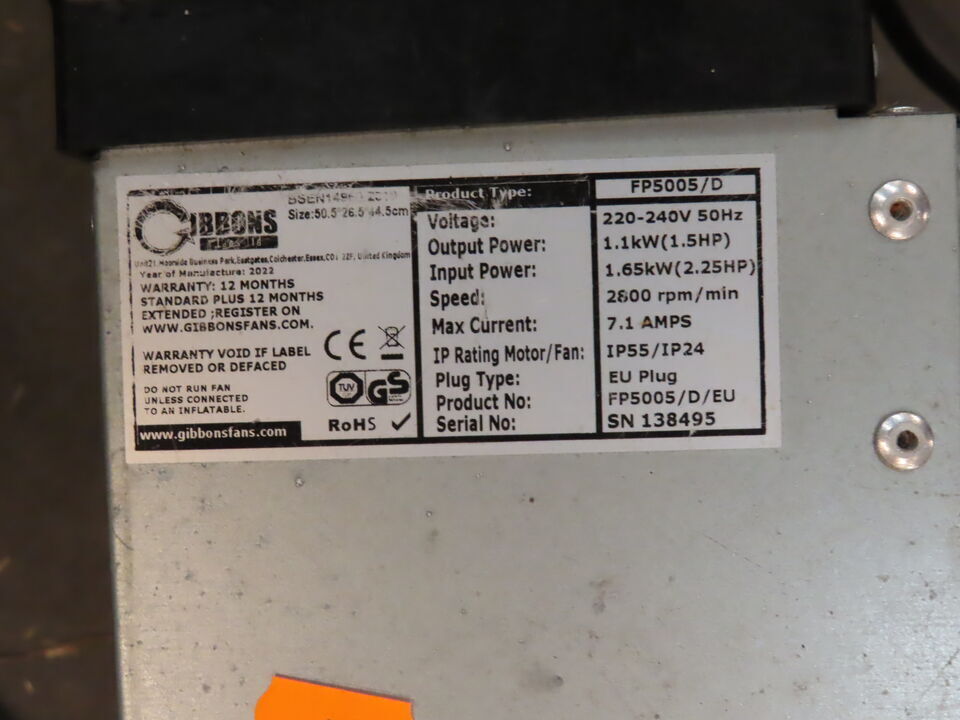 GIBBONS
Size:50.5*26.5*44.5cm
Year of Manufacture: 2022
WARRANTY: 12 MONTHS
STANDARD PLUS 12 MONTHS
EXTENDED ;REGISTER ON
WWW.GIBBONSFANS.COM.
WARRANTY VOID IF LABEL
REMOVED OR DEFACED
DO NOT RUN FAN
UNLESS CONNECTED
TO AN INFLATABLE.
CE
TUV GS
RoHS ✓
www.gibbonsfans.com
Product Type: FP5005/D
Voltage: 220-240V 50Hz
Output Power: 1.1kW(1.5HP)
Input Power: 1.65kW(2.25HP)
Speed: 2800 rpm/min
Max Current: 7.1 AMPS
IP Rating Motor/Fan: IP55/IP24
Plug Type: EU Plug
Product No: FP5005/D/EU
Serial No: SN 138495